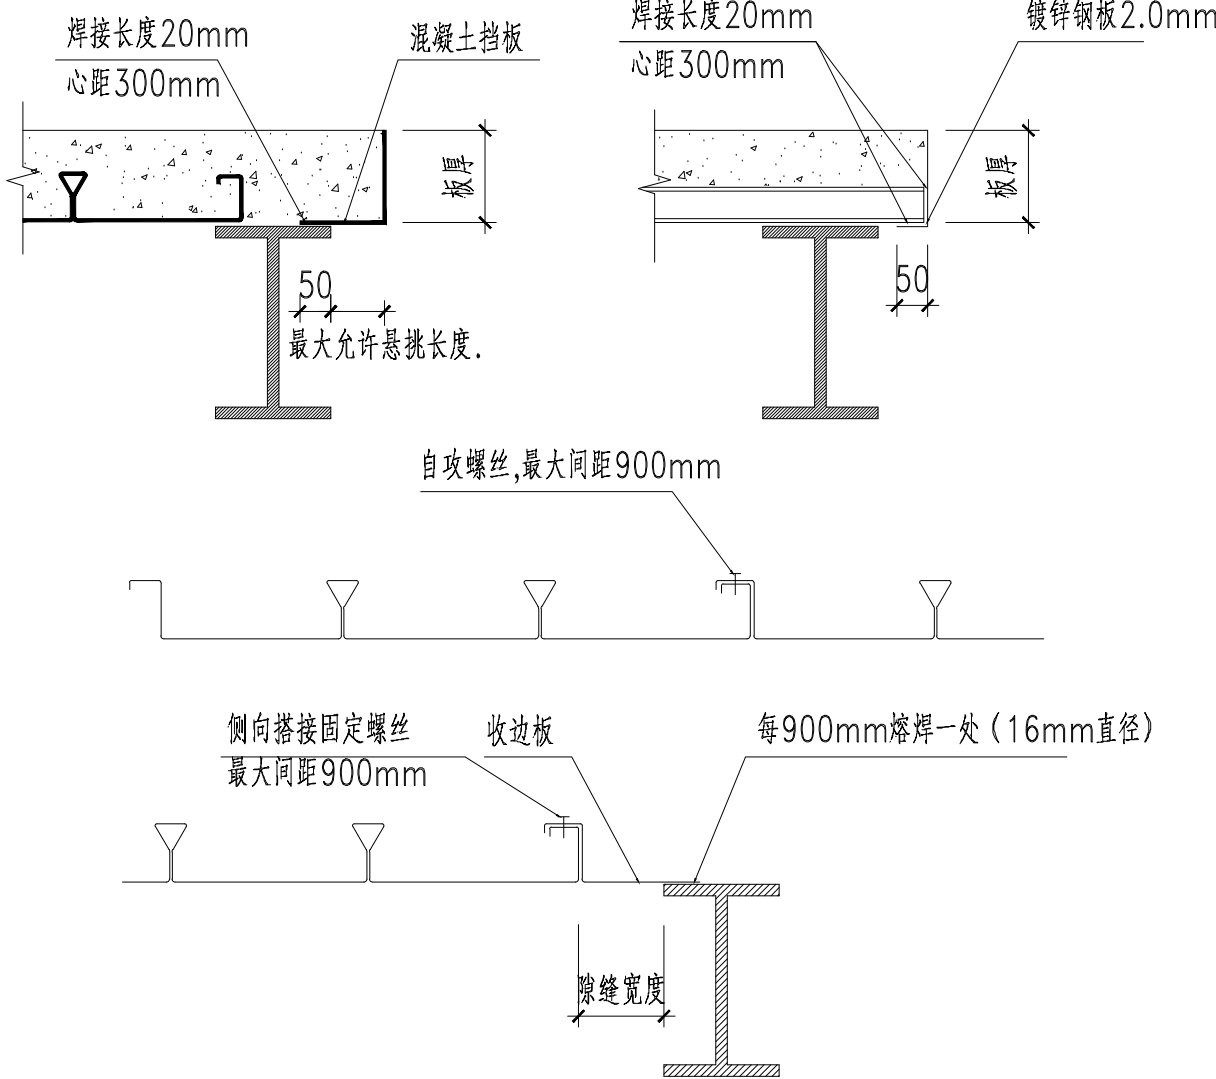 焊接长度20mm
心距300mm
混凝土挡板
板厚
50
最大允许悬挑长度.
焊接长度20mm
心距300mm
镀锌钢板2.0mm
板厚
50
自攻螺丝,最大间距900mm
侧向搭接固定螺丝
最大间距900mm
收边板
每900mm熔焊一处（16mm直径）
隙缝宽度